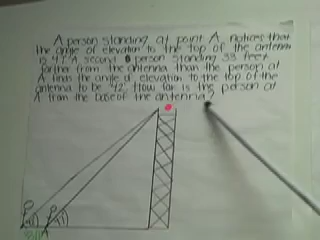 A person standing at point A notices that
the angle of elevation to the top of the antenna
is 47°. A second person standing 33 feet
farther from the antenna than the person at
A finds the angle of elevation to the top of the
antenna to be 42°. How far is the person at
A from the base of the antenna?